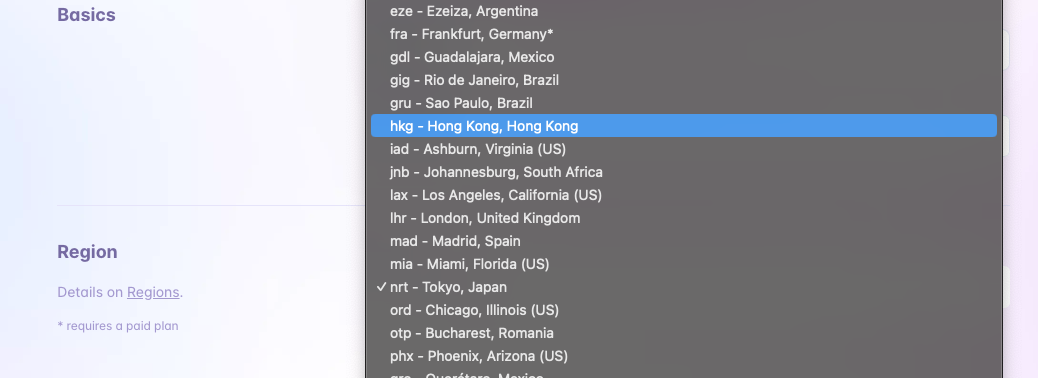 Basics
eze - Ezeiza, Argentina
fra - Frankfurt, Germany*
gdl - Guadalajara, Mexico
gig - Rio de Janeiro, Brazil
gru - Sao Paulo, Brazil
hkg - Hong Kong, Hong Kong
iad - Ashburn, Virginia (US)
jnb - Johannesburg, South Africa
lax - Los Angeles, California (US)
lhr - London, United Kingdom
mad - Madrid, Spain
mia - Miami, Florida (US)
✓ nrt - Tokyo, Japan
ord - Chicago, Illinois (US)
otp - Bucharest, Romania
phx - Phoenix, Arizona (US)
Region
Details on Regions.
* requires a paid plan